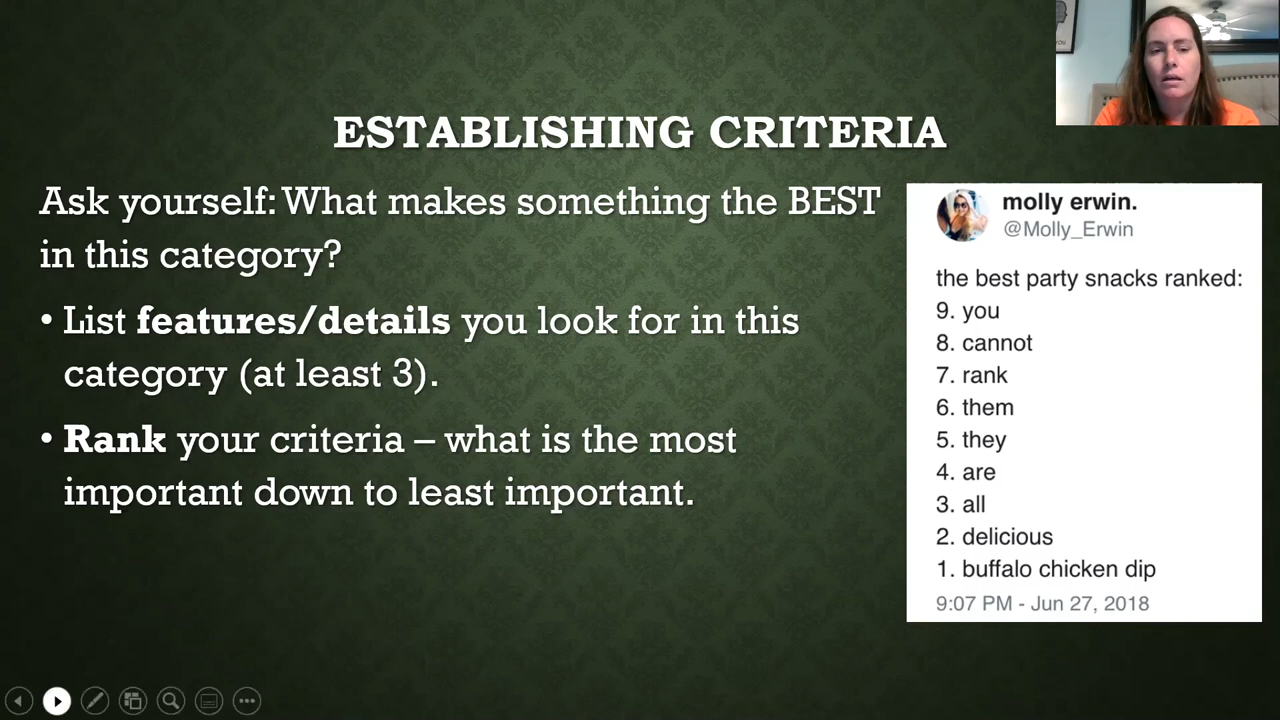 ESTABLISHING CRITERIA
Ask yourself: What makes something the BEST
in this category?
• List features/details you look for in this
category (at least 3).
• Rank your criteria – what is the most
important down to least important.
molly erwin.
@Molly_Erwin
the best party snacks ranked:
9. you
8. cannot
7. rank
6. them
5. they
4. are
3. all
2. delicious
1. buffalo chicken dip
9:07 PM - Jun 27, 2018